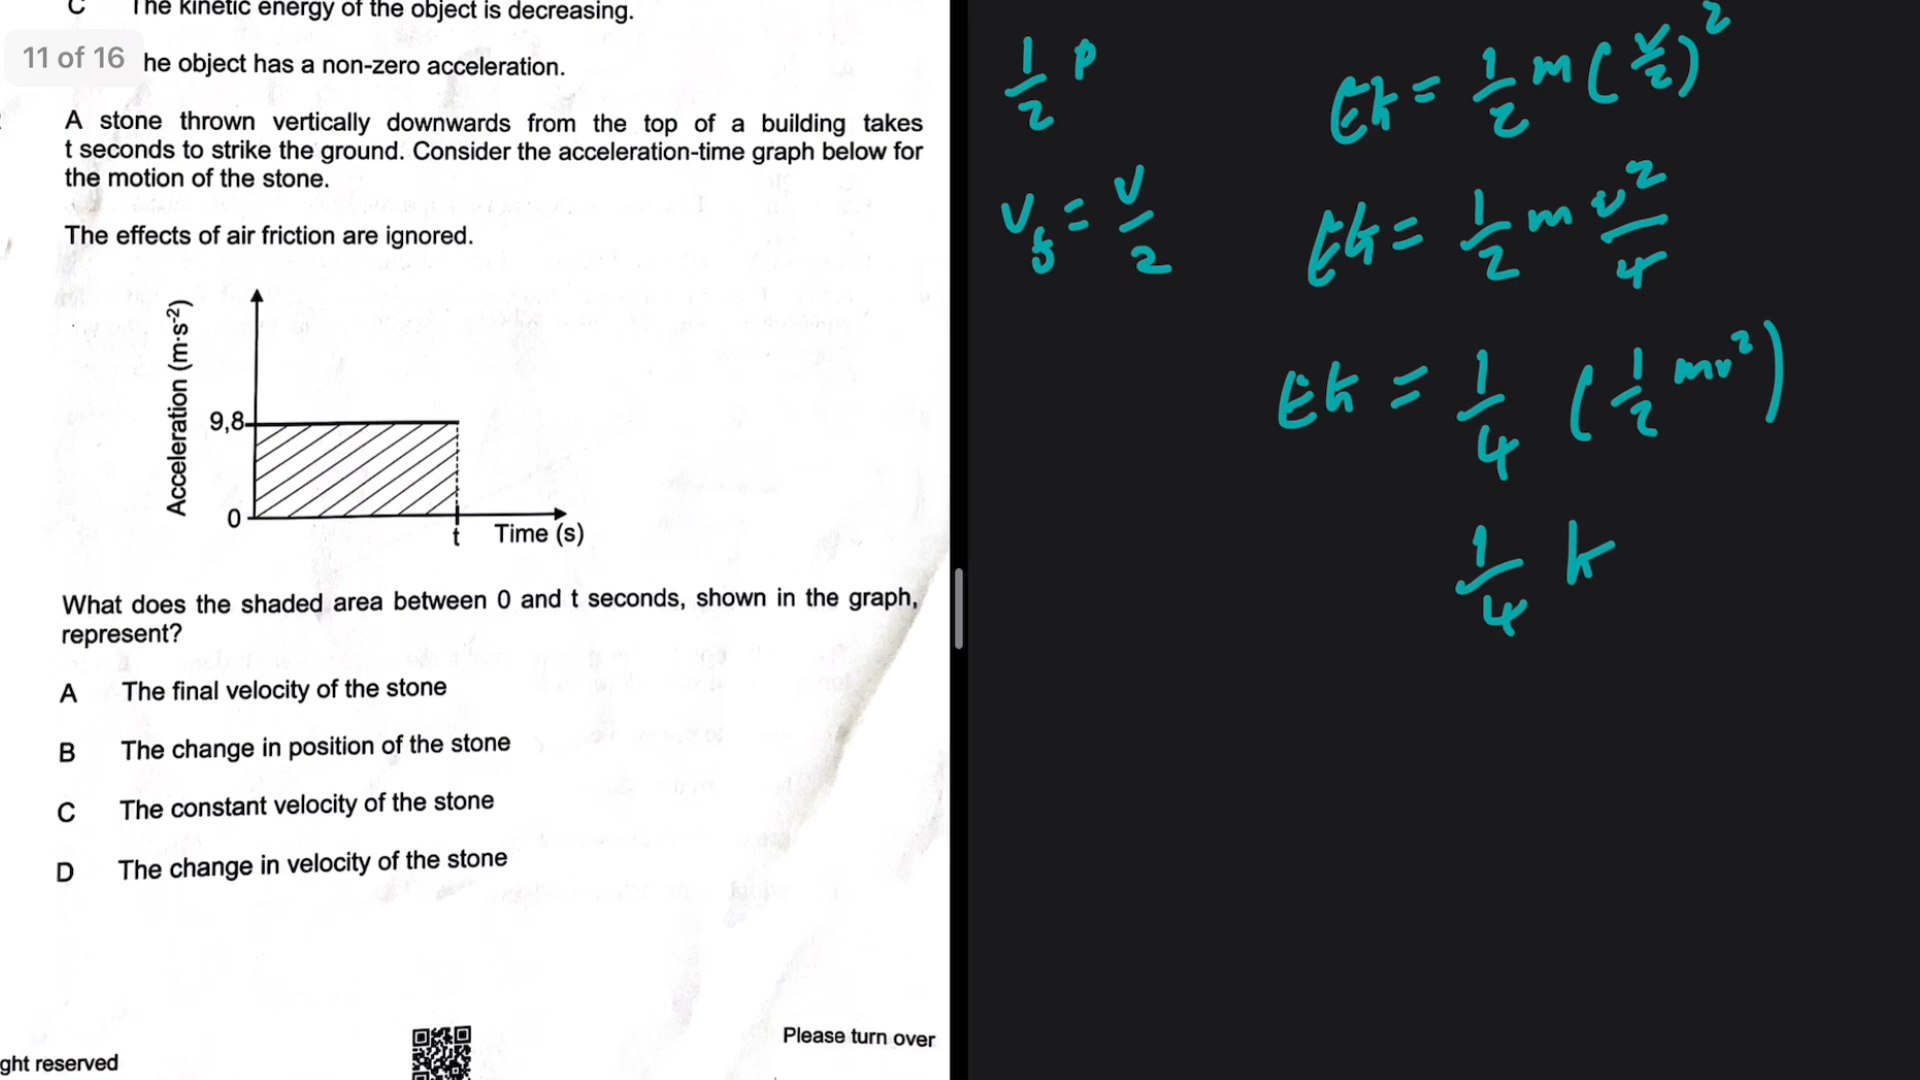 C The kinetic energy of the object is decreasing.
11 of 16
he object has a non-zero acceleration.
A stone thrown vertically downwards from the top of a building takes
t seconds to strike the ground. Consider the acceleration-time graph below for
the motion of the stone.
The effects of air friction are ignored.
Acceleration (m·s-2)
9,8
0
t
Time (s)
What does the shaded area between 0 and t seconds, shown in the graph,
represent?
A The final velocity of the stone
B The change in position of the stone
C The constant velocity of the stone
D The change in velocity of the stone
Please turn over
ght reserved
1/2 p
Ek = 1/2 m (v/2)²
vf = v/2
Ek = 1/2 m v²/4
Ek = 1/4 (1/2 mv²)
1/4 k